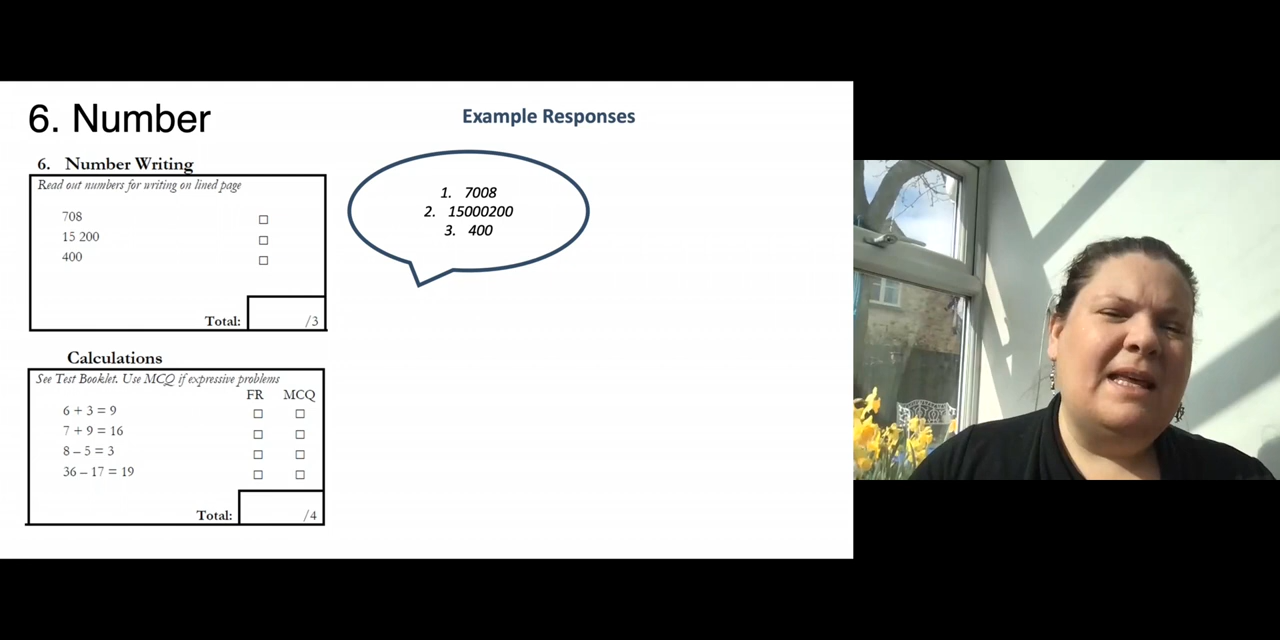 6. Number
Example Responses
6. Number Writing
Read out numbers for writing on lined page
708
15 200
400
Total: /3
1. 7008
2. 15000200
3. 400
Calculations
See Test Booklet. Use MCQ if expressive problems
FR MCQ
6 + 3 = 9
7 + 9 = 16
8 – 5 = 3
36 – 17 = 19
Total: /4